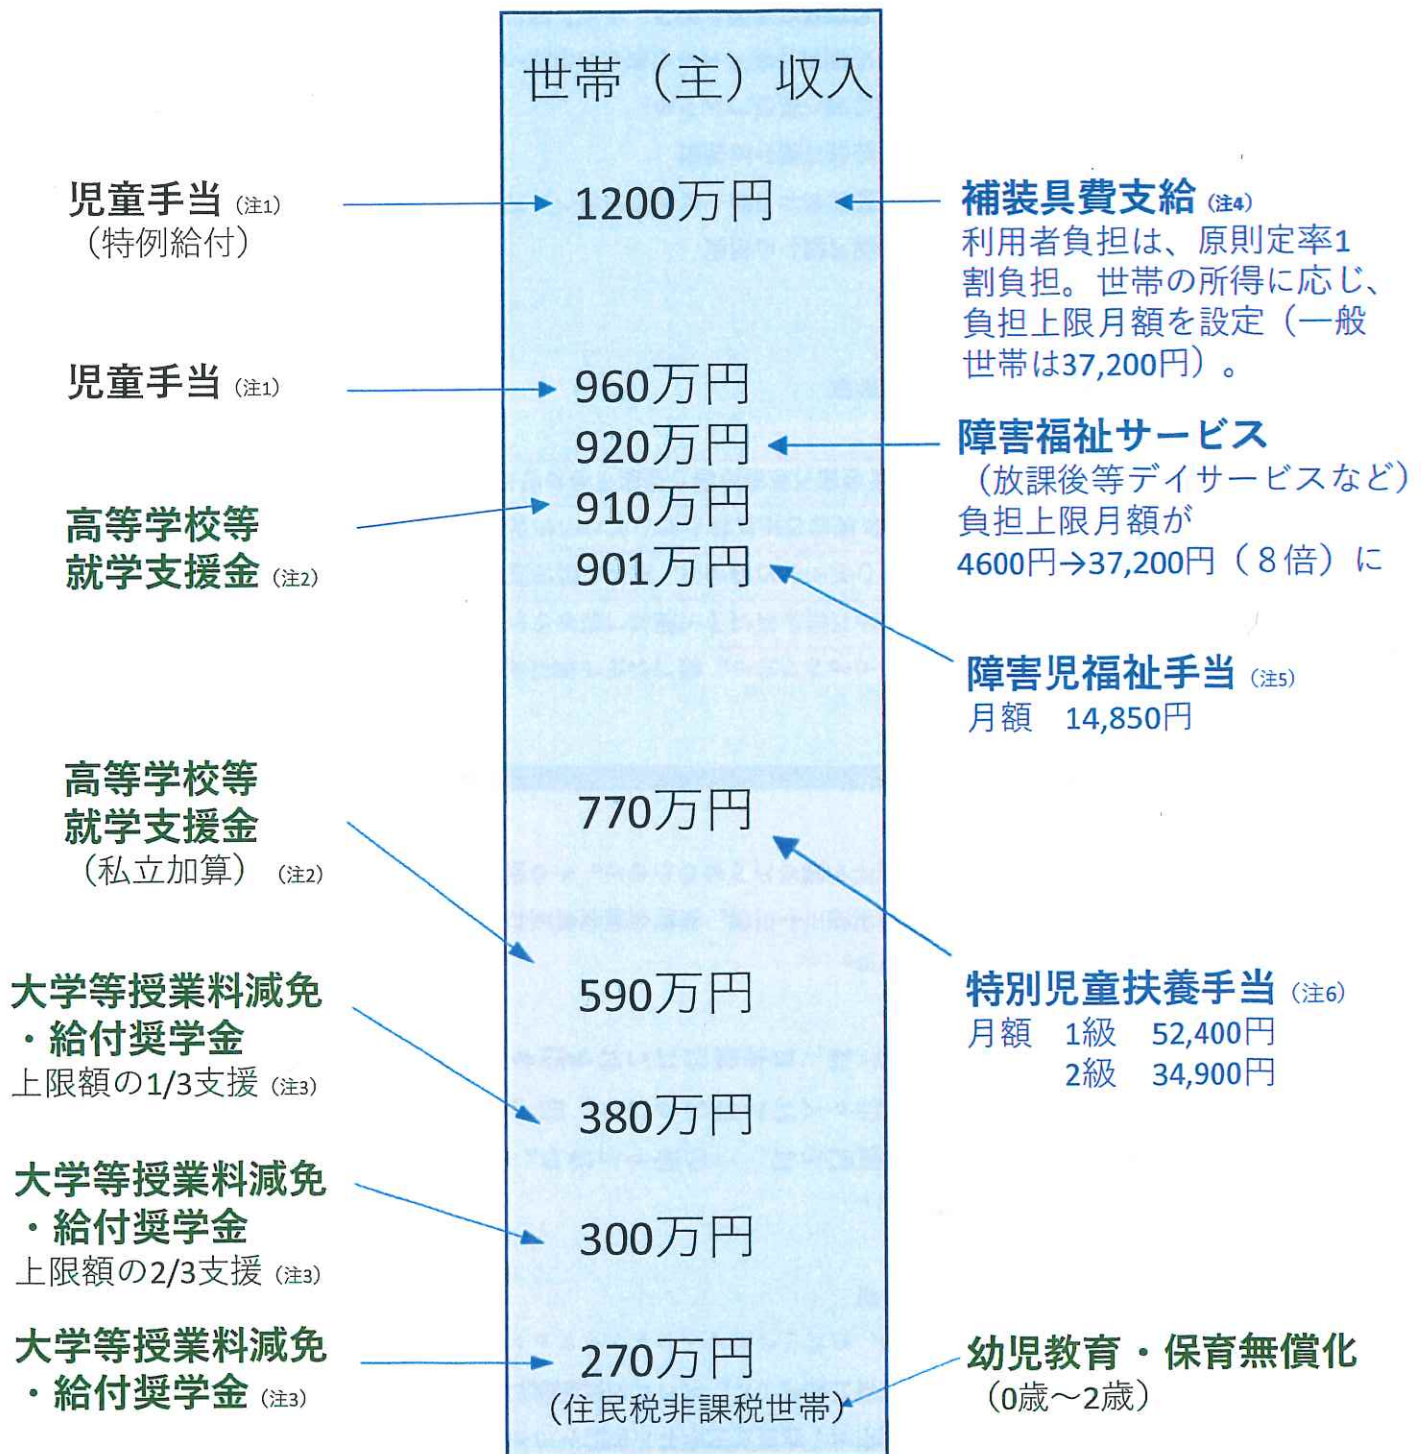 世帯（主）収入
児童手当（注1）
（特例給付）
児童手当（注1）
高等学校等
就学支援金（注2）
高等学校等
就学支援金
（私立加算）（注2）
大学等授業料減免
・給付奨学金
上限額の1/3支援（注3）
大学等授業料減免
・給付奨学金
上限額の2/3支援（注3）
大学等授業料減免
・給付奨学金（注3）
1200万円
960万円
920万円
910万円
901万円
770万円
590万円
380万円
300万円
270万円
（住民税非課税世帯）
補装具費支給（注4）
利用者負担は、原則定率1
割負担。世帯の所得に応じ、
負担上限月額を設定（一般
世帯は37,200円）。
障害福祉サービス
（放課後等デイサービスなど）
負担上限月額が
4600円→37,200円（８倍）に
障害児福祉手当（注5）
月額　14,850円
特別児童扶養手当（注6）
月額　1級　52,400円
2級　34,900円
幼児教育・保育無償化
（0歳～2歳）